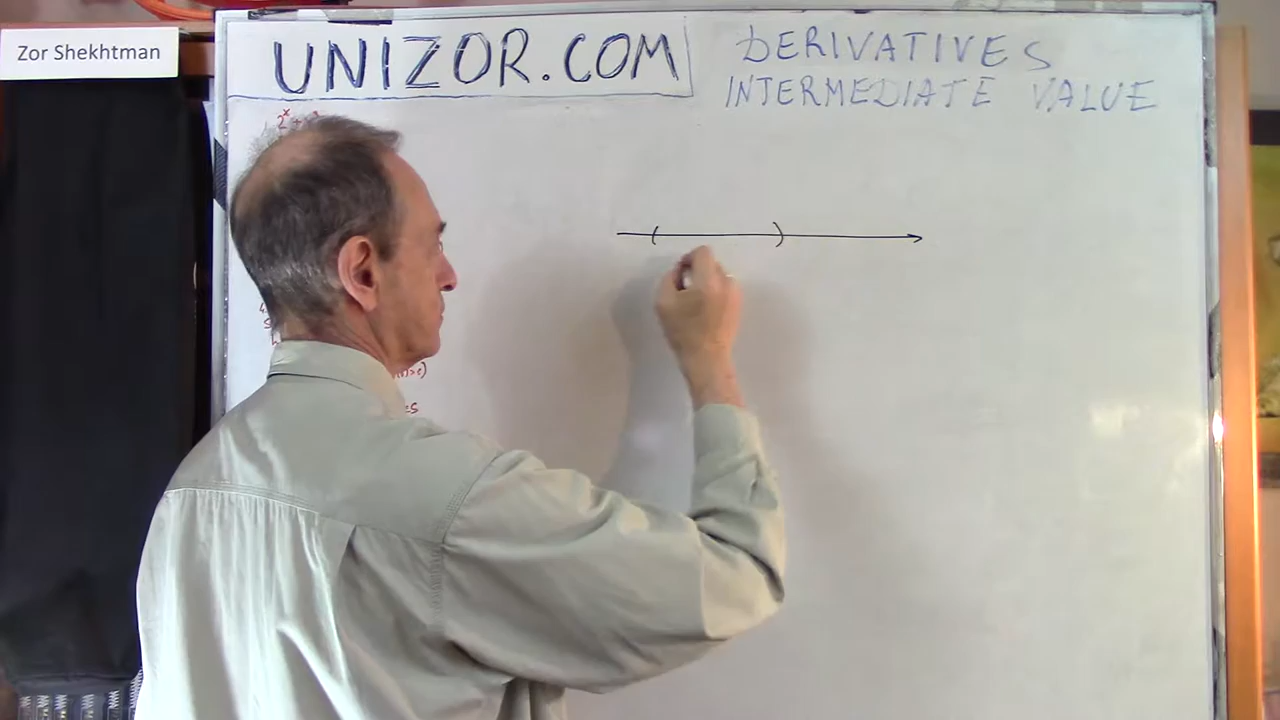 Zor Shekhtman
UNIZOR.COM
DERIVATIVES
INTERMEDIATE VALUE